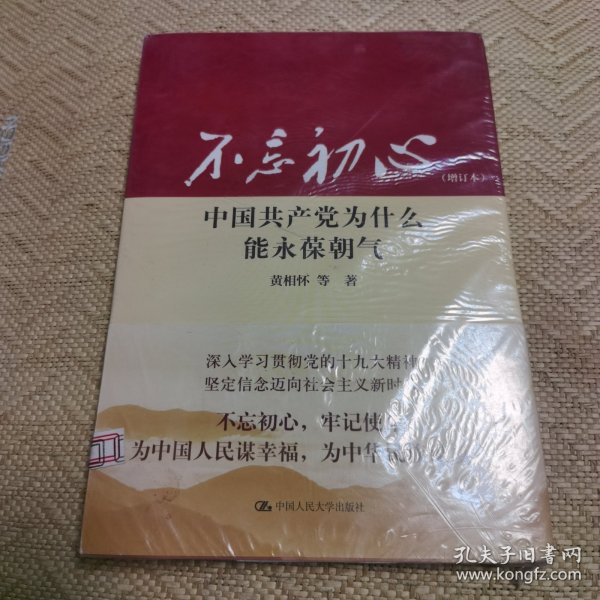 不忘初心
（增订本）
中国共产党为什么
能永葆朝气
黄相怀 等 著
深入学习贯彻党的十九大精神
坚定信念迈向社会主义新时
不忘初心，牢记使
为中国人民谋幸福，为中华
中国人民大学出版社
孔夫子旧书网
www.kongfz.com